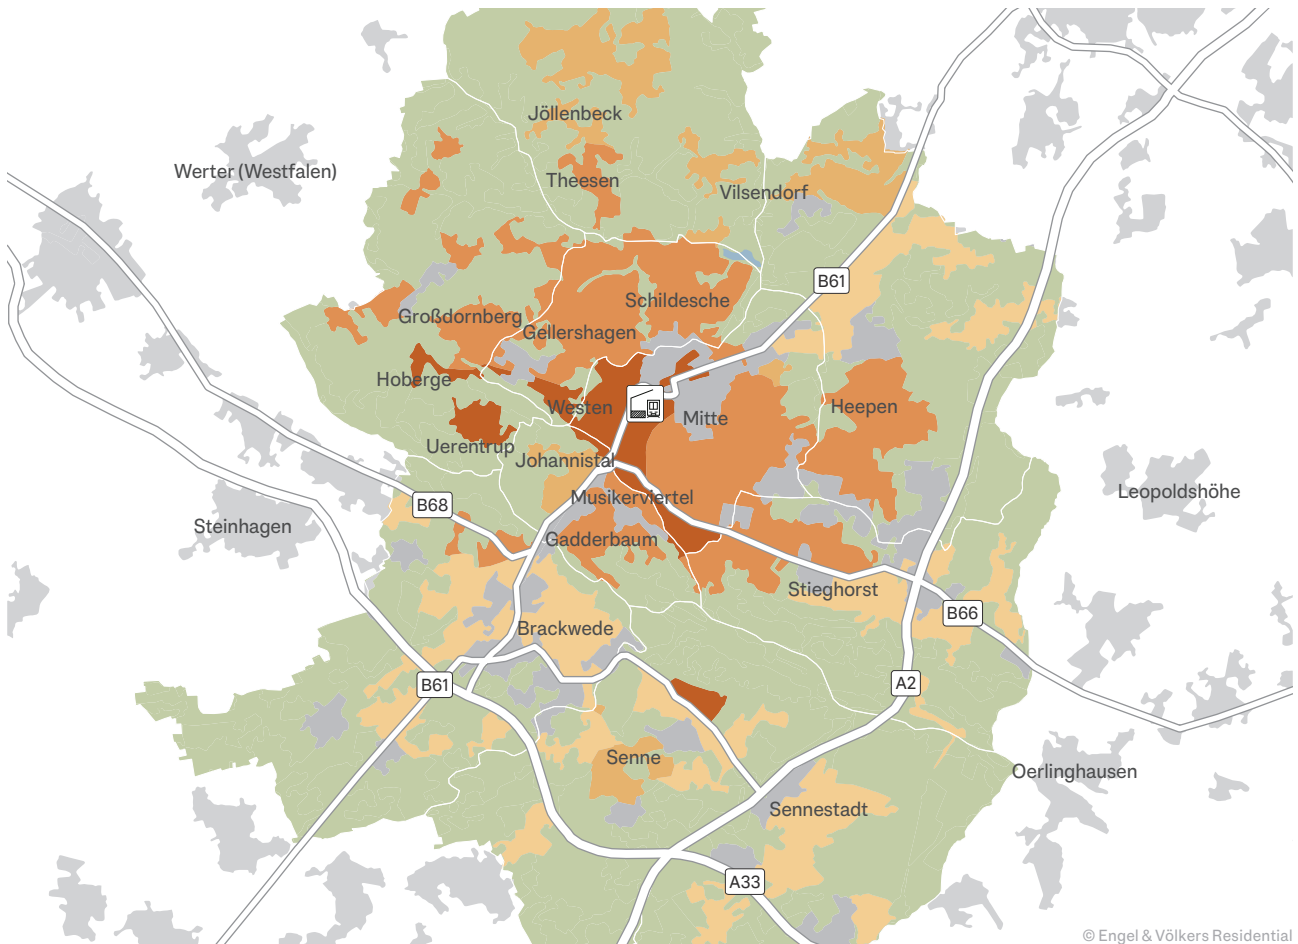 Jöllenbeck
Werter (Westfalen)
Theesen
Vilsendorf
B61
Schildesche
Großdornberg
Gellershagen
Hoberge
Westen
Mitte
Heepen
Uerentrup
Johannistal
Musikerviertel
Leopoldshöhe
B68
Steinhagen
Gadderbaum
Stieghorst
B66
Brackwede
B61
A2
Senne
Oerlinghausen
Sennestadt
A33
© Engel & Völkers Residential